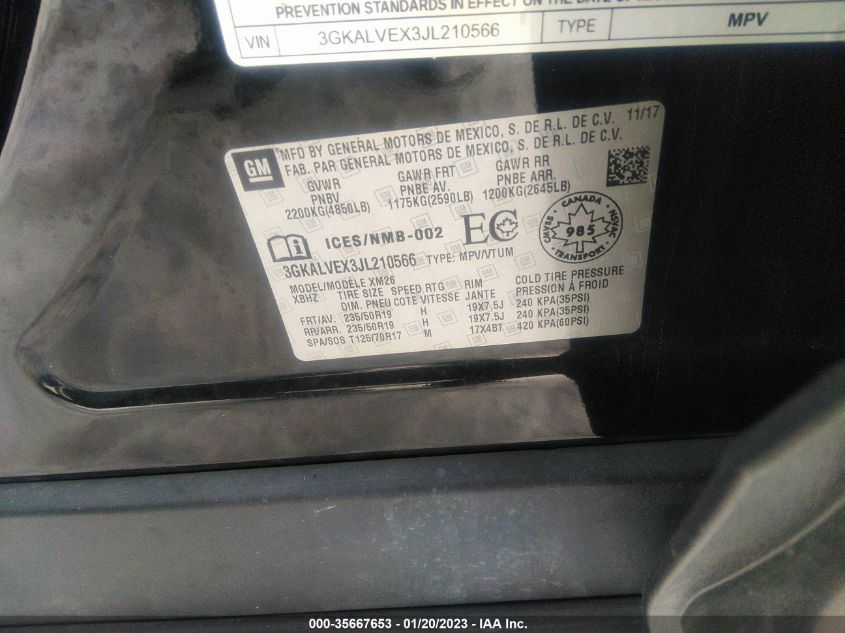 PREVENTION STANDARDS IN EFFECT ON THE DATE OF
VIN 3GKALVEX3JL210566 TYPE MPV
11/17
GM MFD BY GENERAL MOTORS DE MEXICO, S. DE R.L. DE C.V.
FAB. PAR GENERAL MOTORS DE MEXICO, S. DE R.L. DE C.V.
GVWR GAWR FRT GAWR RR
PNBV PNBE AV. PNBE ARR.
2200KG(4850LB) 1175KG(2590LB) 1200KG(2645LB)
ICES/NMB-002 EC CANADA CMVSS 985 NSVAC TRANSPORT
3GKALVEX3JL210566 TYPE: MPV/VTUM
MODEL/MODELE XM26
XBHZ TIRE SIZE SPEED RTG RIM COLD TIRE PRESSURE
DIM. PNEU COTE VITESSE JANTE PRESSION À FROID
FRT/AV. 235/50R19 H 19X7.5J 240 KPA(35PSI)
RR/ARR. 235/50R19 H 19X7.5J 240 KPA(35PSI)
SPA/SOS T125/70R17 M 17X4BT 420 KPA(60PSI)
000-35667653 - 01/20/2023 - IAA Inc.